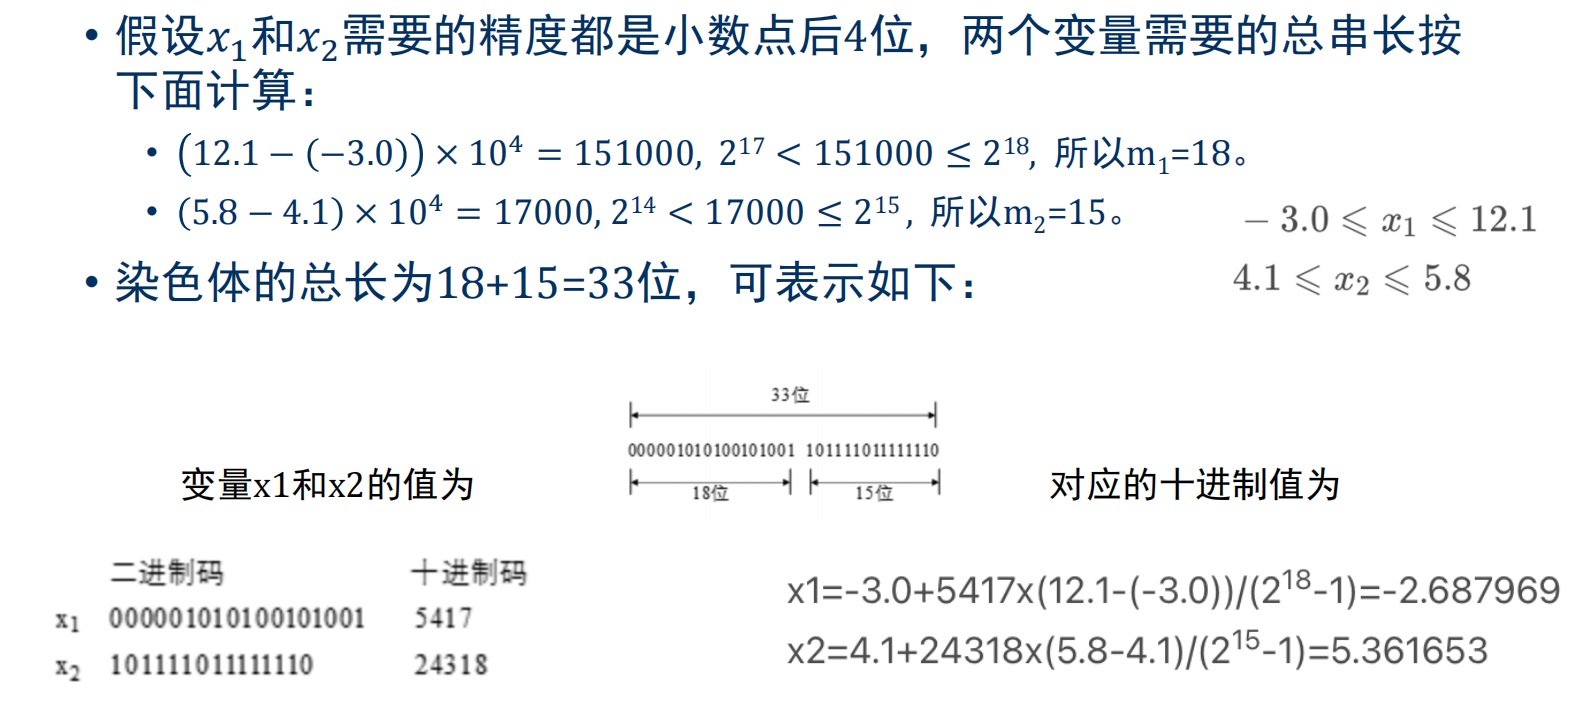 • 假设x₁和x₂需要的精度都是小数点后4位，两个变量需要的总串长按
下面计算：
• (12.1 − (−3.0)) × 10⁴ = 151000, 2¹⁷ < 151000 ≤ 2¹⁸, 所以m₁=18。
• (5.8 − 4.1) × 10⁴ = 17000, 2¹⁴ < 17000 ≤ 2¹⁵, 所以m₂=15。
− 3.0 ⩽ x₁ ⩽ 12.1
4.1 ⩽ x₂ ⩽ 5.8
• 染色体的总长为18+15=33位，可表示如下：
33位
000001010100101001 101111011111110
18位 15位
变量x1和x2的值为
对应的十进制值为
二进制码 十进制码
x₁ 000001010100101001 5417
x₂ 101111011111110 24318
x1=-3.0+5417x(12.1-(-3.0))/(2¹⁸-1)=-2.687969
x2=4.1+24318x(5.8-4.1)/(2¹⁵-1)=5.361653